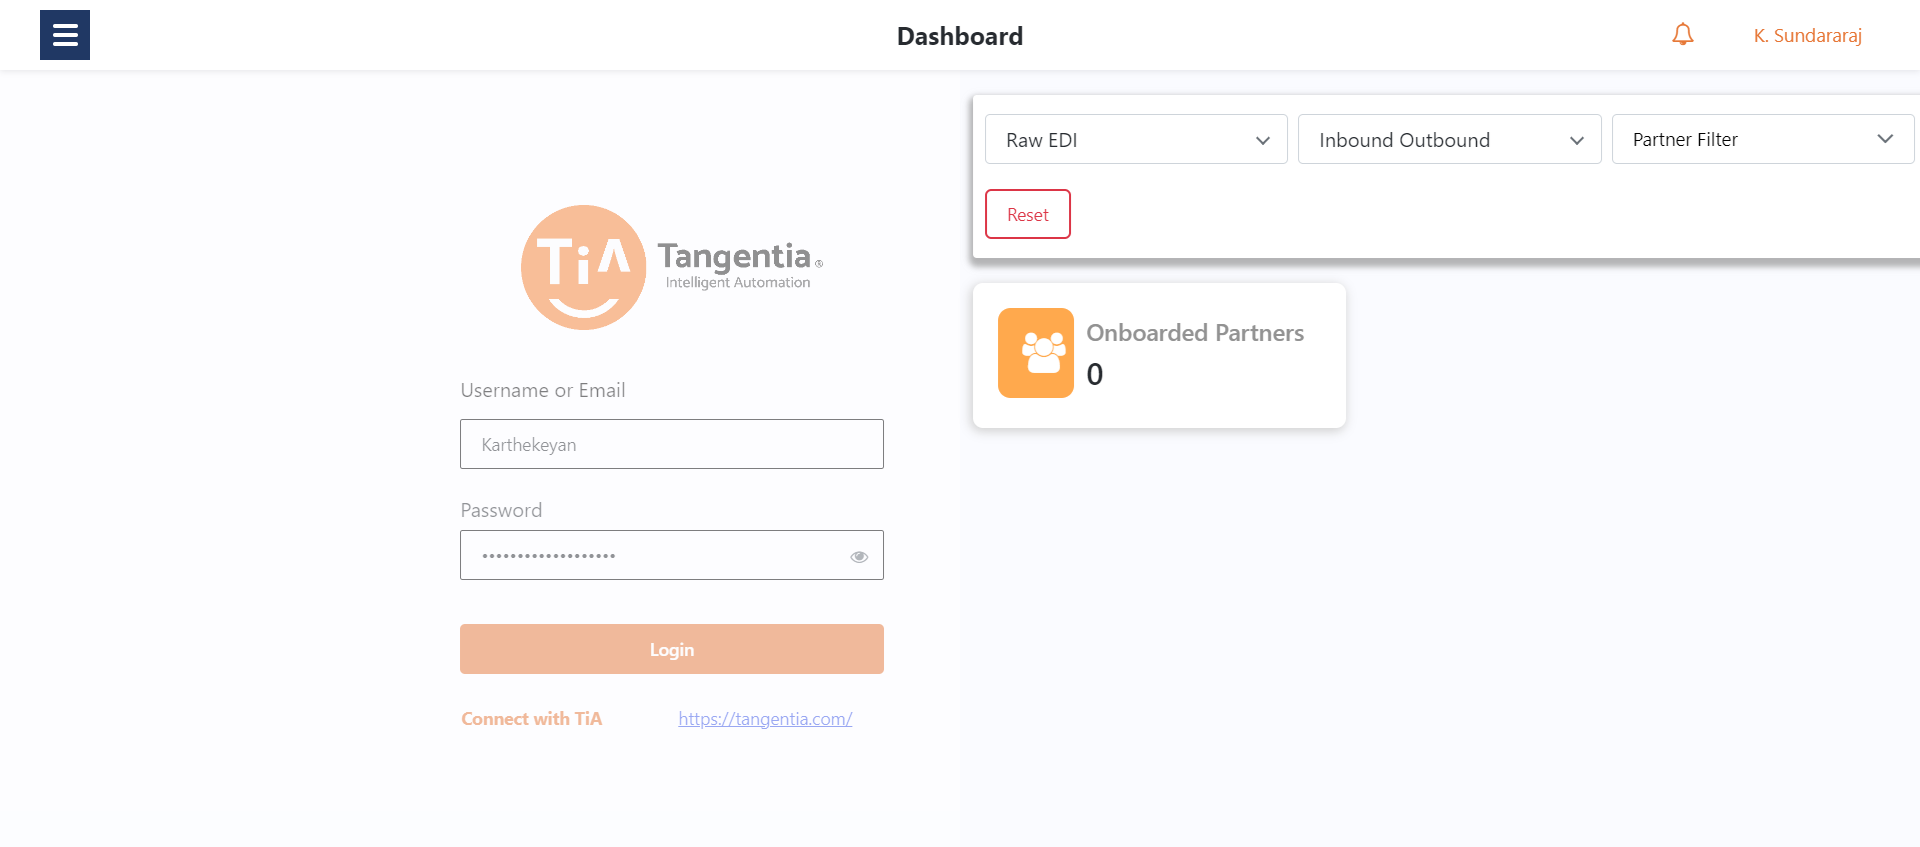 Dashboard
K. Sundararaj
TiA
Tangentia®
Intelligent Automation
Username or Email
Karthekeyan
Password
•••••••••••••••••••
Login
Connect with TiA
https://tangentia.com/
Raw EDI
Inbound Outbound
Partner Filter
Reset
Onboarded Partners
0